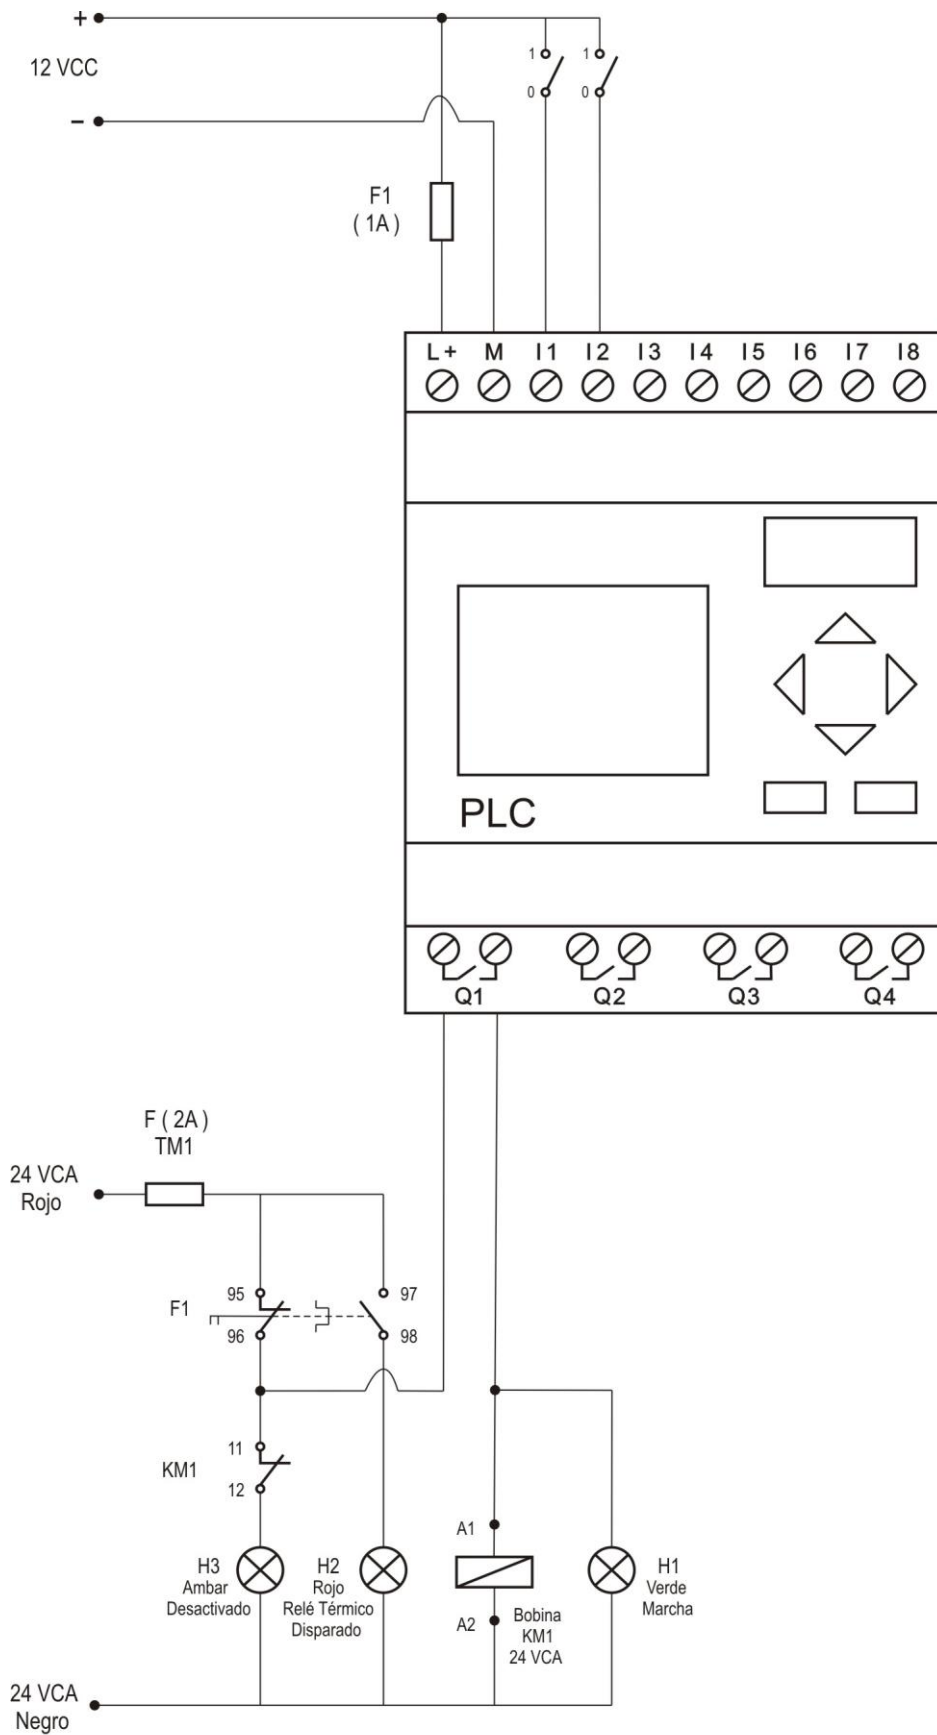 +
12 VCC
−
1
0
1
0
F1
( 1A )
L+ M I1 I2 I3 I4 I5 I6 I7 I8
PLC
Q1 Q2 Q3 Q4
F ( 2A )
TM1
24 VCA
Rojo
95
97
F1
96
98
11
KM1
12
A1
H3
Ambar
Desactivado
H2
Rojo
Relé Térmico
Disparado
A2
Bobina
KM1
24 VCA
H1
Verde
Marcha
24 VCA
Negro